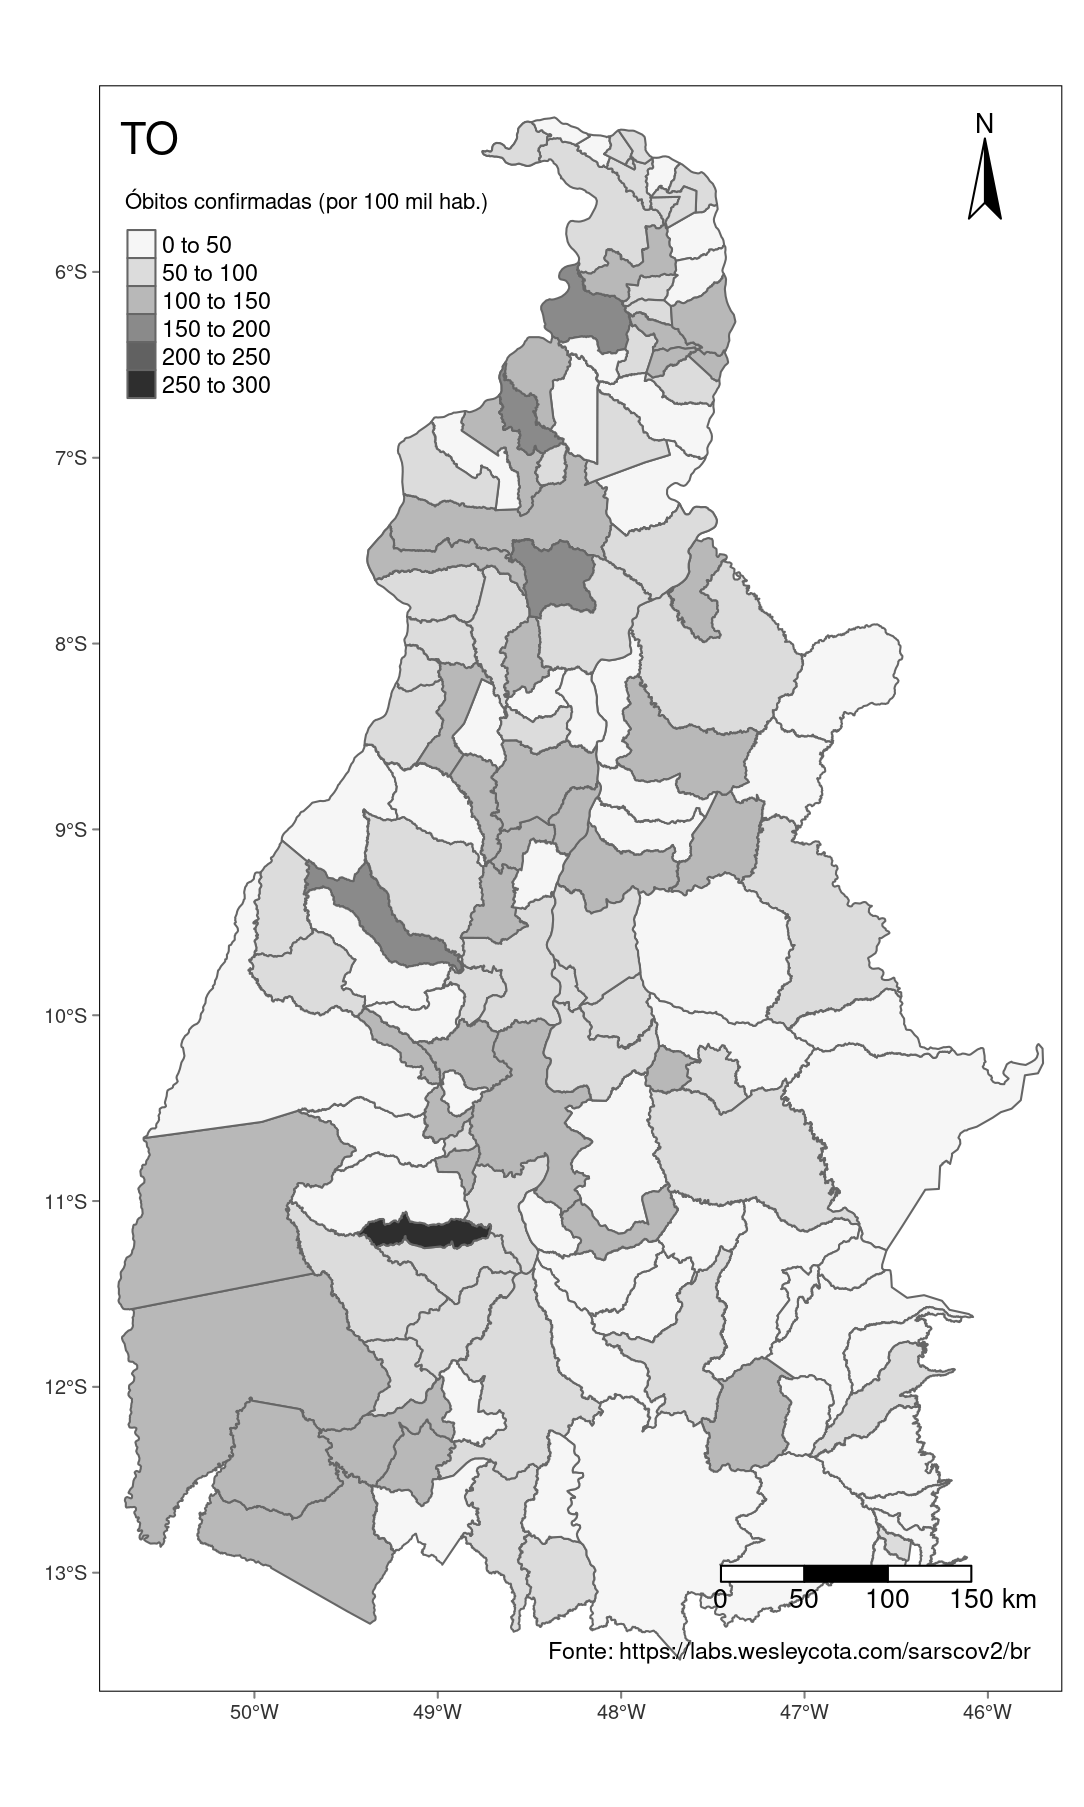 TO
N
Óbitos confirmadas (por 100 mil hab.)
0 to 50
50 to 100
100 to 150
150 to 200
200 to 250
250 to 300
6°S
7°S
8°S
9°S
10°S
11°S
12°S
13°S
0 50 100 150 km
Fonte: https://labs.wesleycota.com/sarscov2/br
50°W 49°W 48°W 47°W 46°W